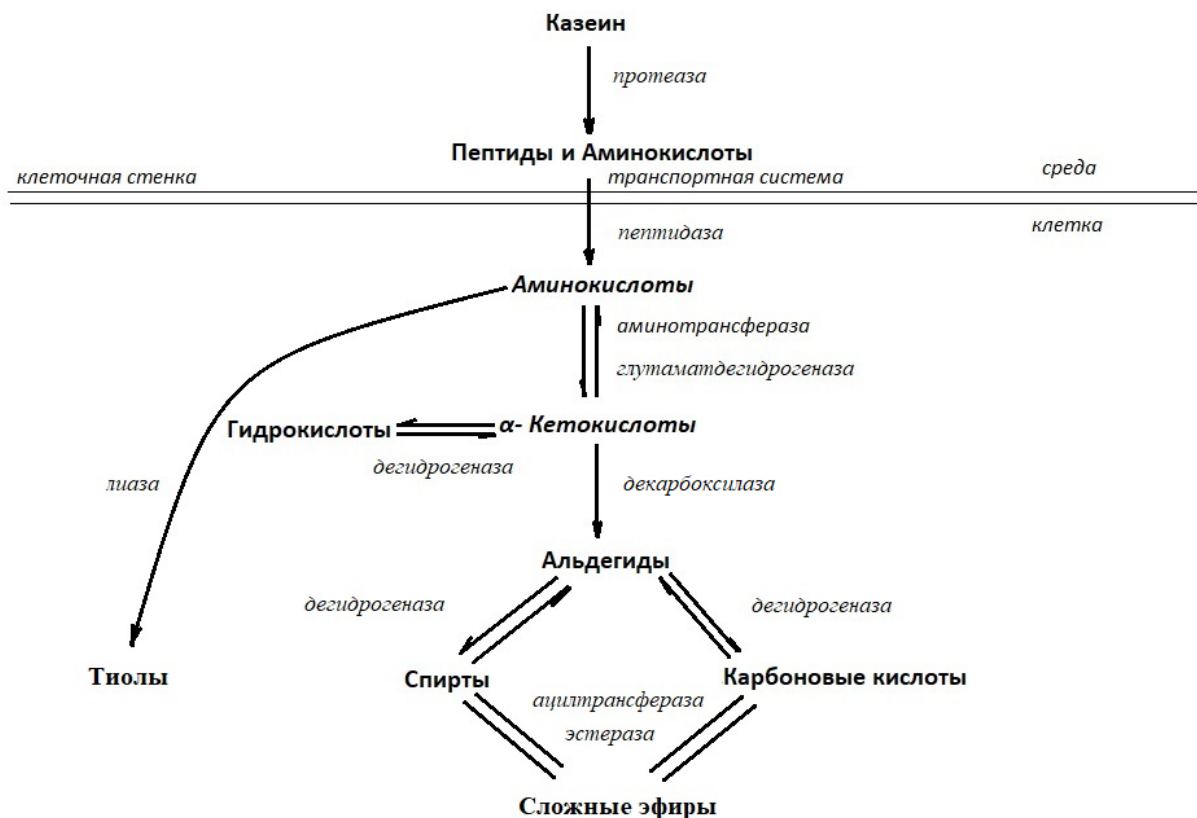 Казеин
протеаза
Пептиды и Аминокислоты
клеточная стенка
транспортная система
среда
клетка
пептидаза
Аминокислоты
аминотрансфераза
глутаматдегидрогеназа
Гидрокислоты
α- Кетокислоты
дегидрогеназа
лиаза
декарбоксилаза
Альдегиды
дегидрогеназа
дегидрогеназа
Тиолы
Спирты
Карбоновые кислоты
ацилтрансфераза
эстераза
Сложные эфиры